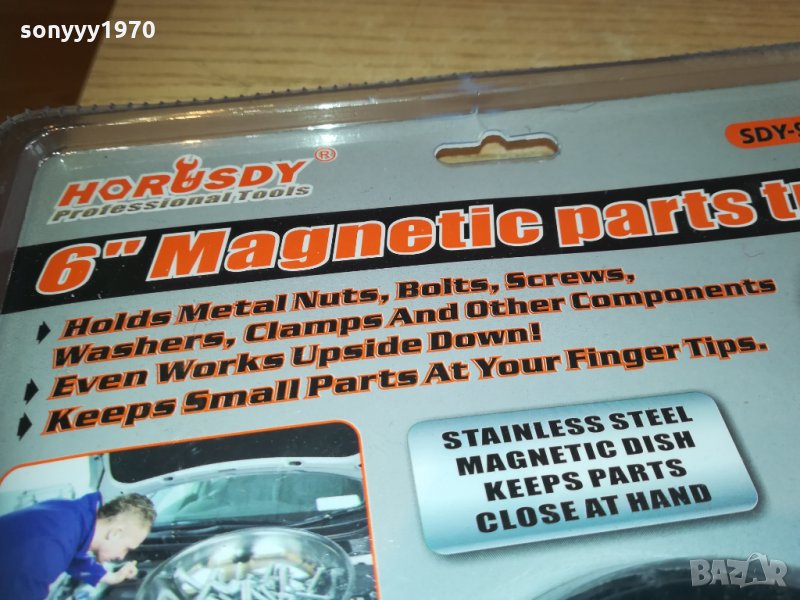 sonyyy1970
SDY-9
HORUSDY®
Professional Tools
6" Magnetic parts
Holds Metal Nuts, Bolts, Screws,
Washers, Clamps And Other Components
Even Works Upside Down!
Keeps Small Parts At Your Finger Tips.
STAINLESS STEEL
MAGNETIC DISH
KEEPS PARTS
CLOSE AT HAND
BAZAR